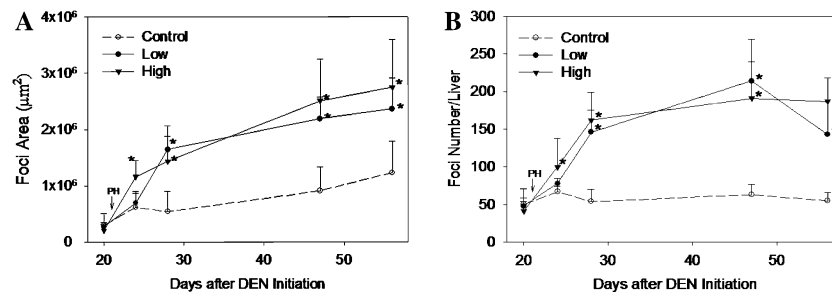 A
4x10⁶
3x10⁶
2x10⁶
1x10⁶
0
Foci Area (μm²)
Control
Low
High
PH
* * * * * * *
20 30 40 50
Days after DEN Initiation
B
300
250
200
150
100
50
0
Foci Number/Liver
Control
Low
High
PH
* * * * *
20 30 40 50
Days after DEN Initiation